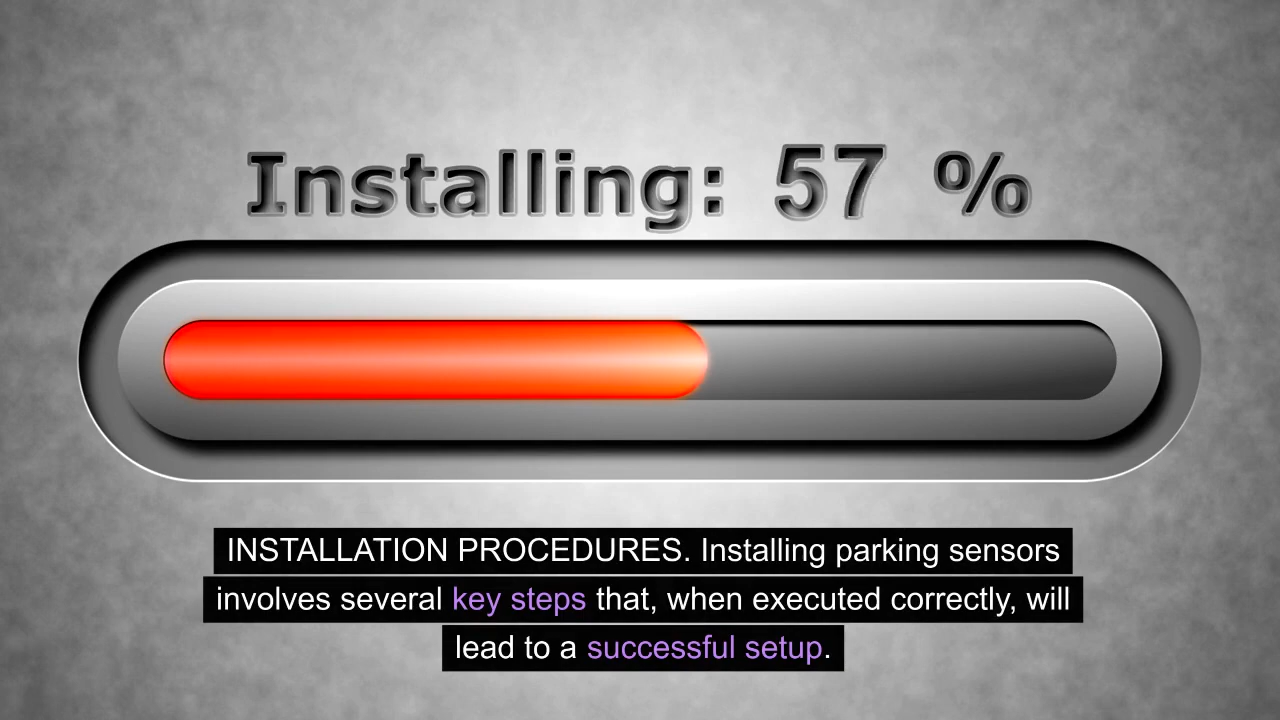 Installing: 57 %
INSTALLATION PROCEDURES. Installing parking sensors
involves several key steps that, when executed correctly, will
lead to a successful setup.